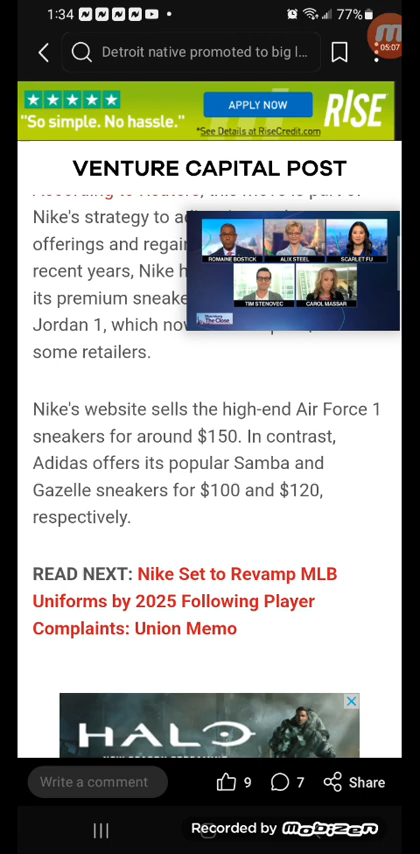 1:34
77%
Detroit native promoted to big l...
05:07
"So simple. No hassle."
APPLY NOW
*See Details at RiseCredit.com
RISE
VENTURE CAPITAL POST
Nike's strategy to
offerings and regai
recent years, Nike h
its premium sneake
Jordan 1, which no
some retailers.
ROMAINE BOSTICK
ALIX STEEL
SCARLET FU
TIM STENOVEC
CAROL MASSAR
The Close
Nike's website sells the high-end Air Force 1
sneakers for around $150. In contrast,
Adidas offers its popular Samba and
Gazelle sneakers for $100 and $120,
respectively.
READ NEXT: Nike Set to Revamp MLB
Uniforms by 2025 Following Player
Complaints: Union Memo
HALO
Write a comment
9
7
Share
Recorded by mobizen